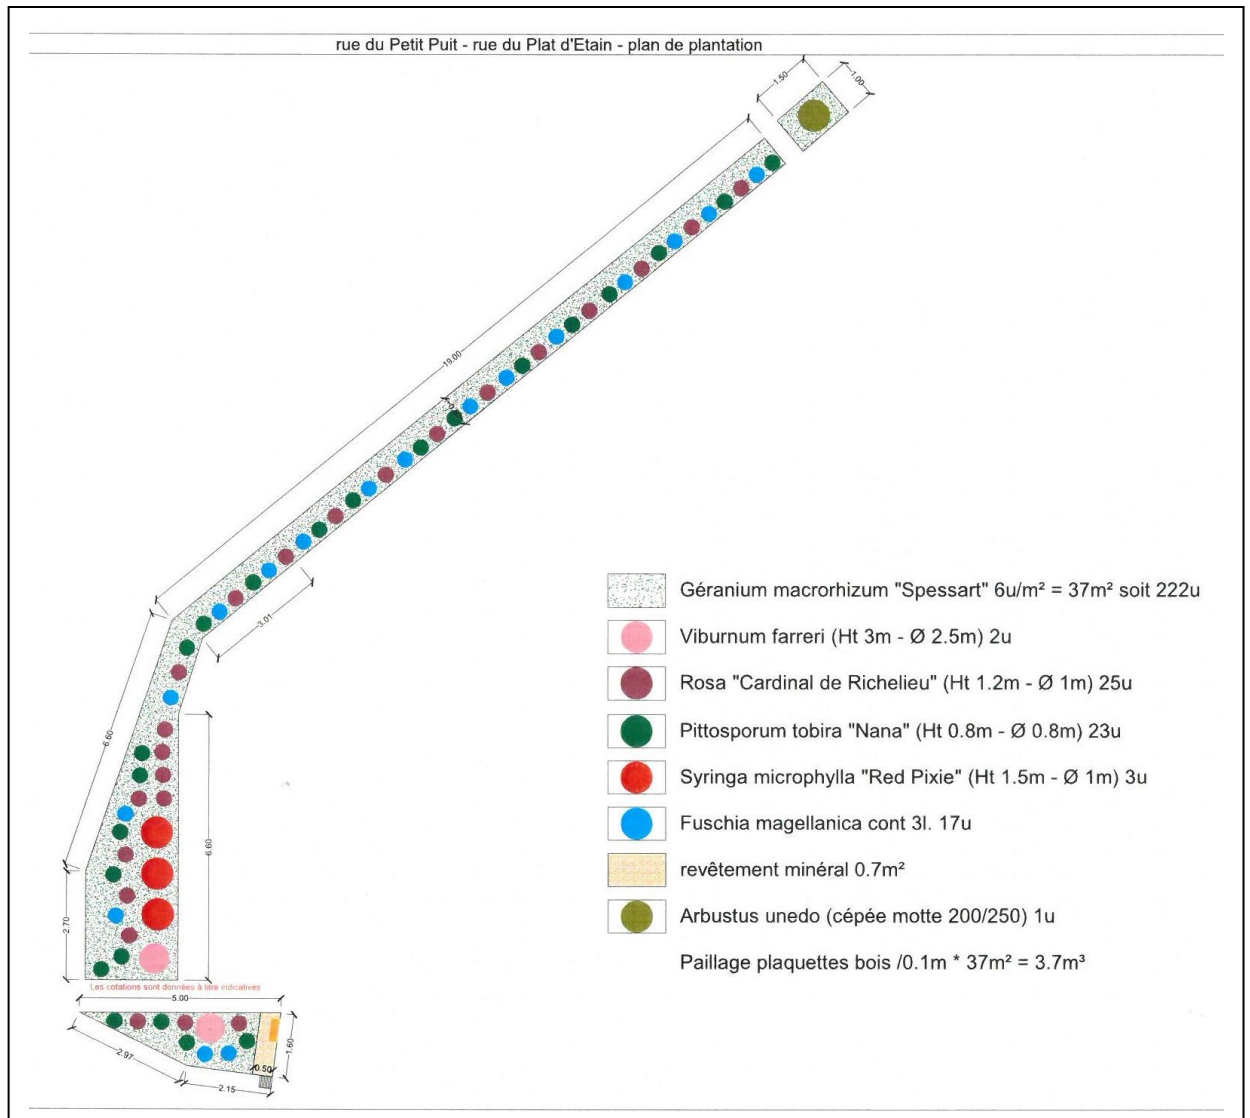 rue du Petit Puit - rue du Plat d'Etain - plan de plantation
1.50
1.00
19.00
3.01
6.60
6.60
2.70
Géranium macrorhizum "Spessart" 6u/m² = 37m² soit 222u
Viburnum farreri (Ht 3m - Ø 2.5m) 2u
Rosa "Cardinal de Richelieu" (Ht 1.2m - Ø 1m) 25u
Pittosporum tobira "Nana" (Ht 0.8m - Ø 0.8m) 23u
Syringa microphylla "Red Pixie" (Ht 1.5m - Ø 1m) 3u
Fuschia magellanica cont 3l. 17u
revêtement minéral 0.7m²
Arbustus unedo (cépée motte 200/250) 1u
Paillage plaquettes bois /0.1m * 37m² = 3.7m³
Les cotations sont données à titre indicatives
5.00
2.97
2.15
0.50
1.60